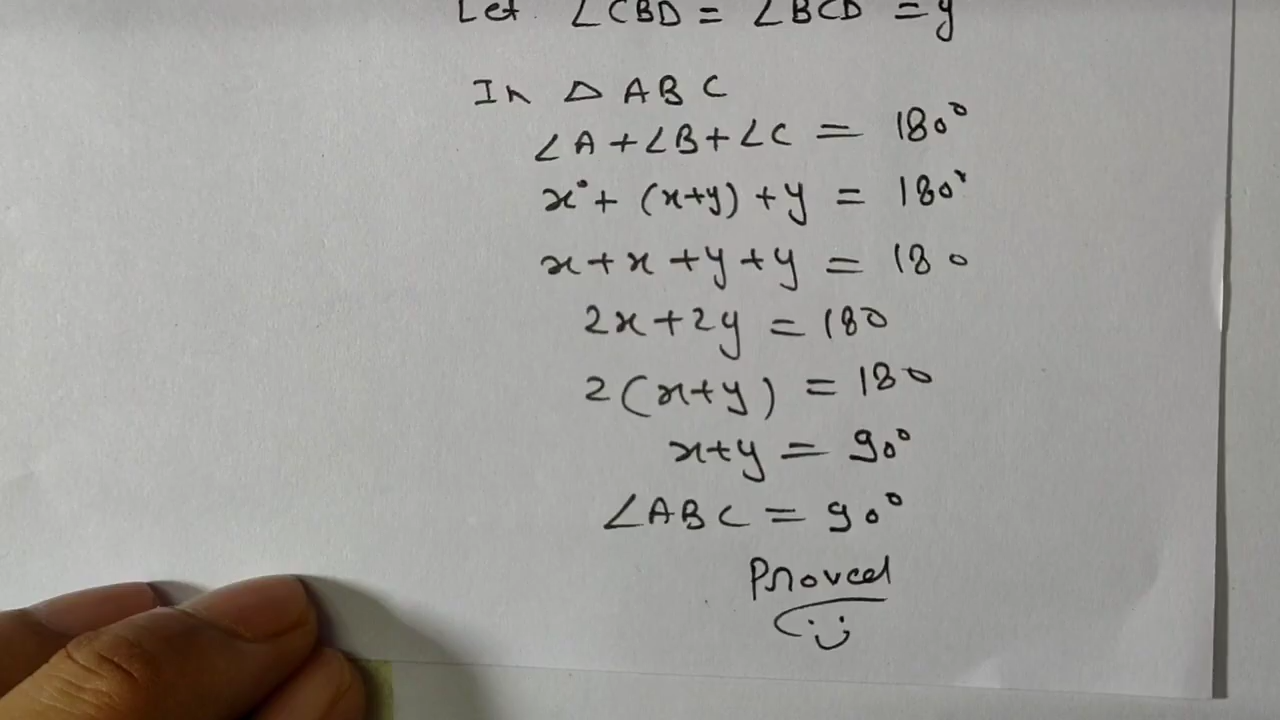 Let ∠CBD = ∠BCD = y
In △ ABC
∠A + ∠B + ∠C = 180°
x° + (x+y) + y = 180°
x + x + y + y = 180
2x + 2y = 180
2(x+y) = 180
x+y = 90°
∠ABC = 90°
Proved